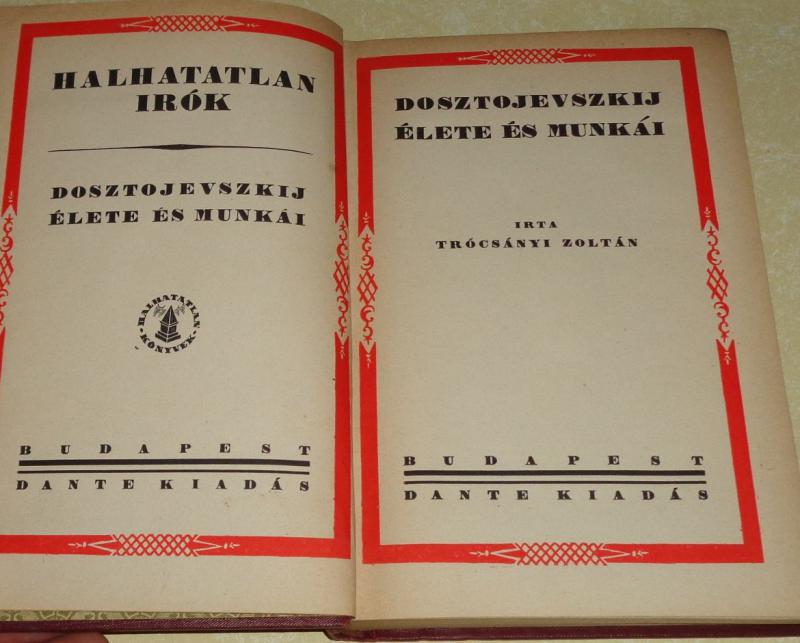 HALHATATLAN
IRÓK
DOSZTOJEVSZKIJ
ÉLETE ÉS MUNKÁI
HALHATATLAN
KÖNYVEK
BUDAPEST
DANTE KIADÁS
DOSZTOJEVSZKIJ
ÉLETE ÉS MUNKÁI
IRTA
TRÓCSÁNYI ZOLTÁN
BUDAPEST
DANTE KIADÁS